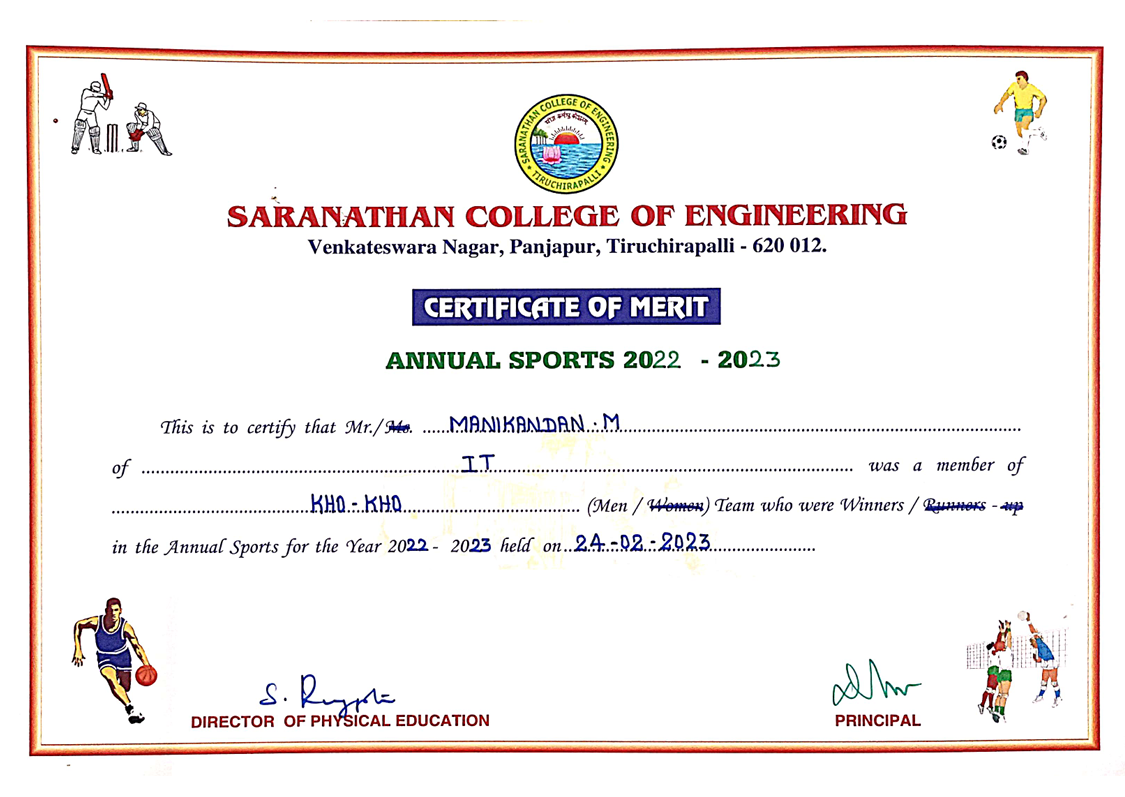 SARANATHAN COLLEGE OF ENGINEERING
TIRUCHIRAPALLI
SARANATHAN COLLEGE OF ENGINEERING
Venkateswara Nagar, Panjapur, Tiruchirapalli - 620 012.
CERTIFICATE OF MERIT
ANNUAL SPORTS 2022 - 2023
This is to certify that Mr./Ms. MANIKANDAN . M
of IT was a member of
KHO - KHO (Men / Women) Team who were Winners / Runners - up
in the Annual Sports for the Year 2022 - 2023 held on 24 - 02 - 2023
DIRECTOR OF PHYSICAL EDUCATION
PRINCIPAL